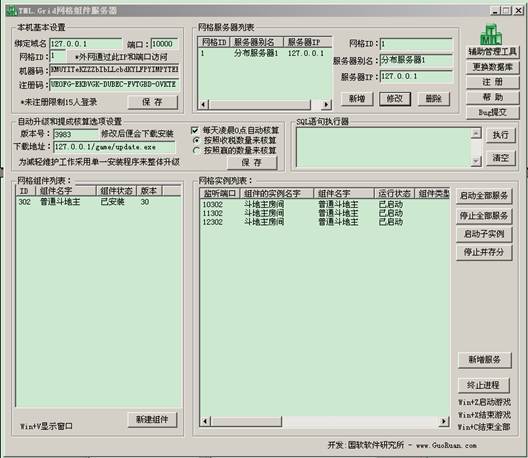 TWL.Grid网格组件服务器
本机基本设置
绑定域名 127.0.0.1 端口: 10000
网格ID: 1 *外网通过此IP和端口访问
机器码:
注册码: UEOFG-EKBVGK-DUBEC-FVTGBD-OVKTE
*未注册限制15人登录 保 存
网格服务器列表
网格ID 服务器别名 服务器IP
1 分布服务器1 127.0.0.1
网格ID: 1
服务器别名: 分布服务器1
服务器IP: 127.0.0.1
新增 修改 删除
辅助管理工具
更换数据库
注 册
帮 助
Bug提交
自动升级和提成核算选项设置
版本号: 3983 修改后便会下载安装
下载地址: 127.0.0.1/game/update.exe
为减轻维护工作采用单一安装程序来整体升级
每天凌晨0点自动核算
按照收税数量来核算
按照赢的数量来核算
保 存
SQL语句执行器
执行
清空
网格组件列表:
ID 组件名字 组件状态 版本
302 普通斗地主 已安装 30
Win+V显示窗口
新建组件
网格实例列表:
监听端口 组件的实例名字 组件名字 运行状态 组件类型
10302 斗地主房间 普通斗地主 已启动
11302 斗地主房间 普通斗地主 已启动
12302 斗地主房间 普通斗地主 已启动
启动全部服务
停止全部服务
启动子实例
停止并存分
新增服务
终止进程
Win+Z启动游戏
Win+X结束游戏
Win+C结束全部
开发:国软软件研究所 - www.GuoRuan.com